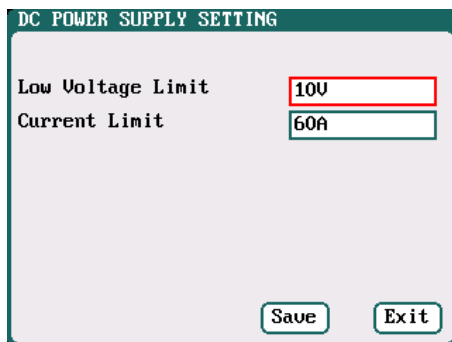 DC POWER SUPPLY SETTING
Low Voltage Limit 10V
Current Limit 60A
Save Exit